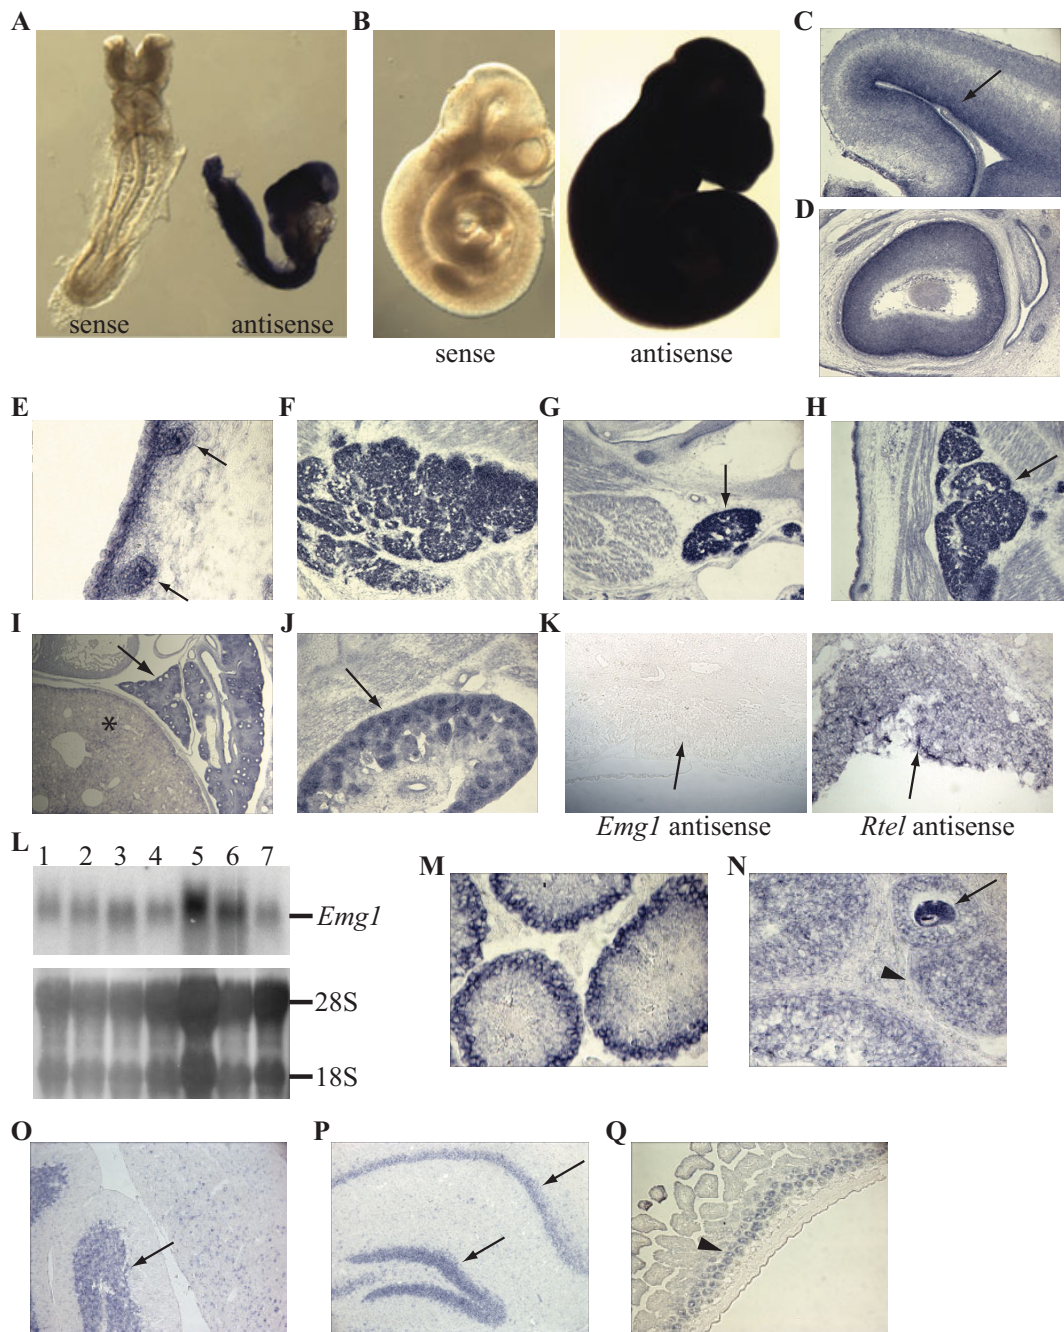 A
B
C
sense
antisense
sense
antisense
D
E
F
G
H
I
J
K
*
Emg1 antisense
Rtel antisense
L
1 2 3 4 5 6 7
Emg1
28S
18S
M
N
O
P
Q